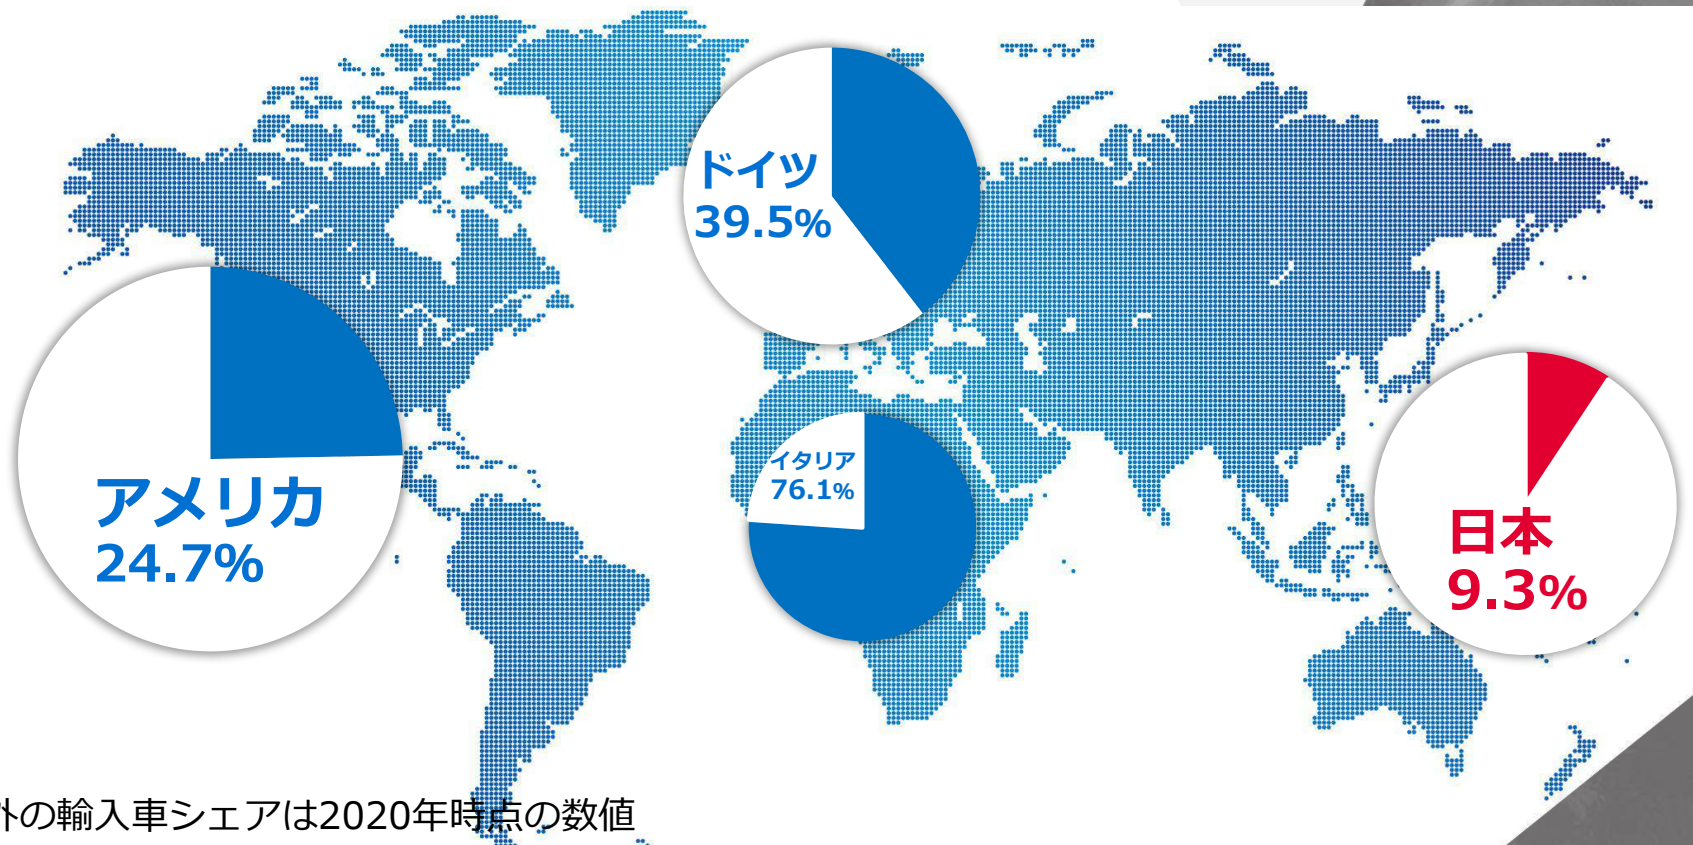 ドイツ
39.5%
アメリカ
24.7%
イタリア
76.1%
日本
9.3%
外の輸入車シェアは2020年時点の数値